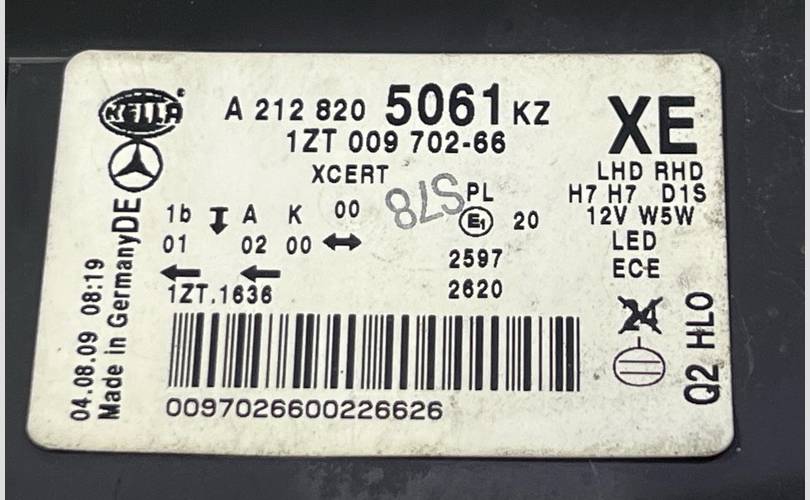 HELLA
A 212 820 5061 KZ
1ZT 009 702-66
XCERT
XE
LHD RHD
H7 H7 D1S
12V W5W
LED
ECE
1b A K 00
01 02 00
PL
E1 20
2597
2620
1ZT.1636
S78
24
0097026600226626
04.08.09 08:19
Made in Germany DE
Q2 HLO